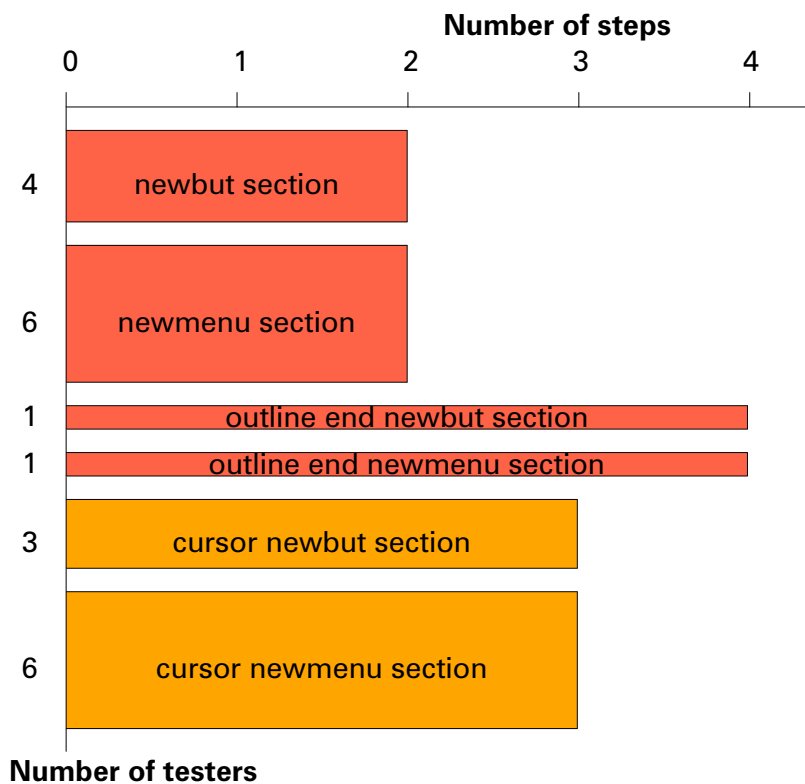 Number of steps
0 1 2 3 4
4 newbut section
6 newmenu section
1 outline end newbut section
1 outline end newmenu section
3 cursor newbut section
6 cursor newmenu section
Number of testers